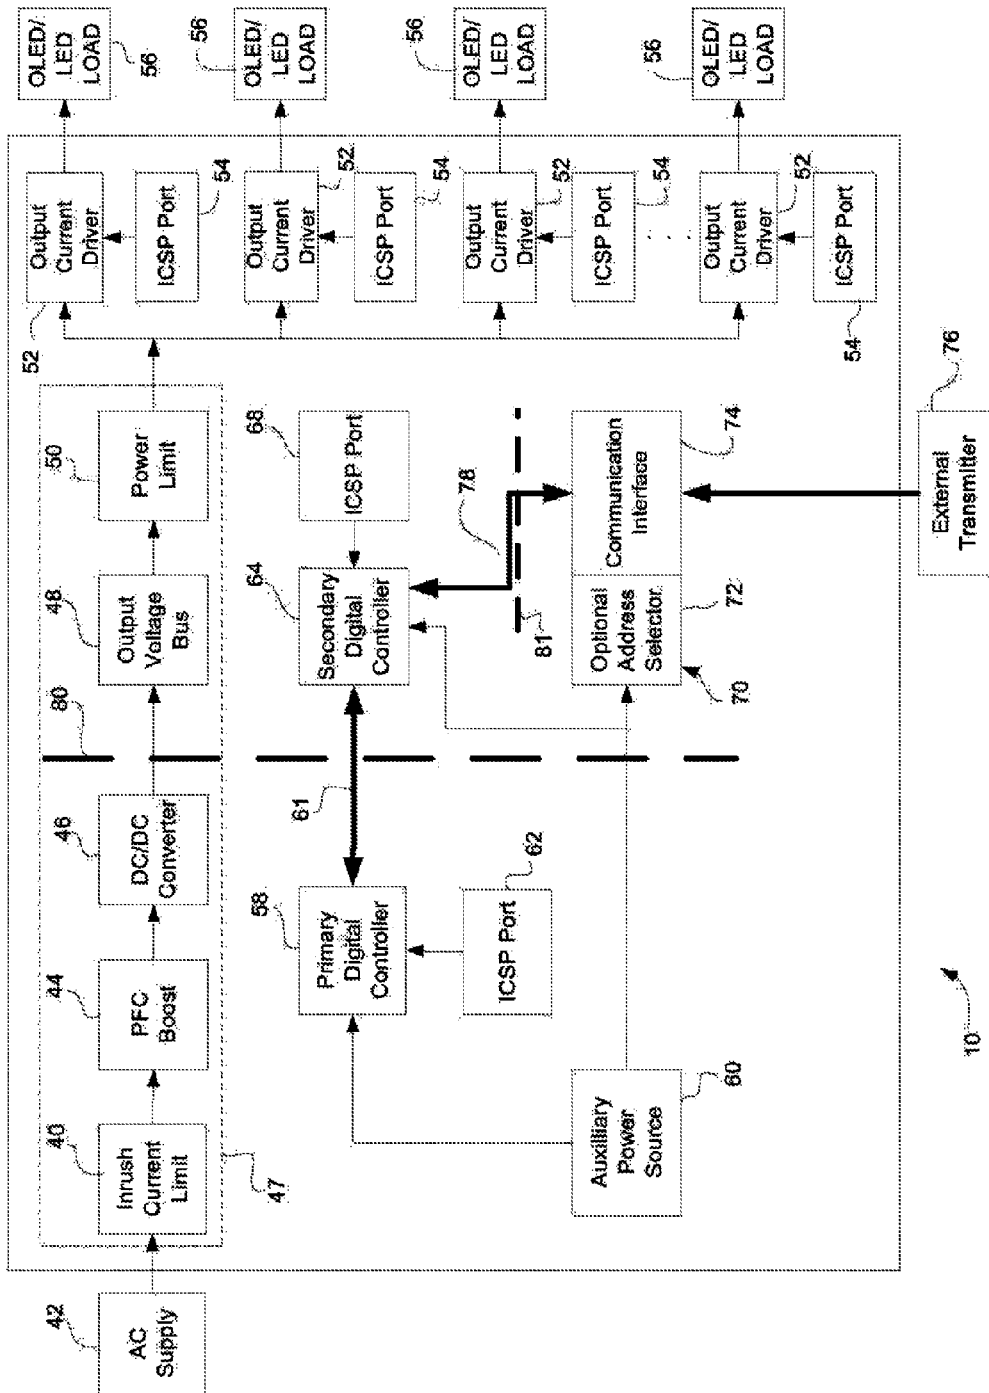 42
AC
Supply
40
Inrush
Current
Limit
47
44
PFC
Boost
46
DC/DC
Converter
80
48
Output
Voltage
Bus
50
Power
Limit
52
Output
Current
Driver
ICSP Port
54
OLED/
LED
LOAD
56
Output
Current
Driver
52
ICSP Port
54
OLED/
LED
LOAD
56
Output
Current
Driver
52
ICSP Port
54
OLED/
LED
LOAD
56
. . . . .
Output
Current
Driver
52
ICSP Port
54
OLED/
LED
LOAD
56
58
Primary
Digital
Controller
61
62
ICSP Port
64
Secondary
Digital
Controller
68
ICSP Port
78
81
Auxilliary
Power
Source
60
Optional
Address
Selector
72
70
Communication
Interface
74
External
Transmitter
76
10